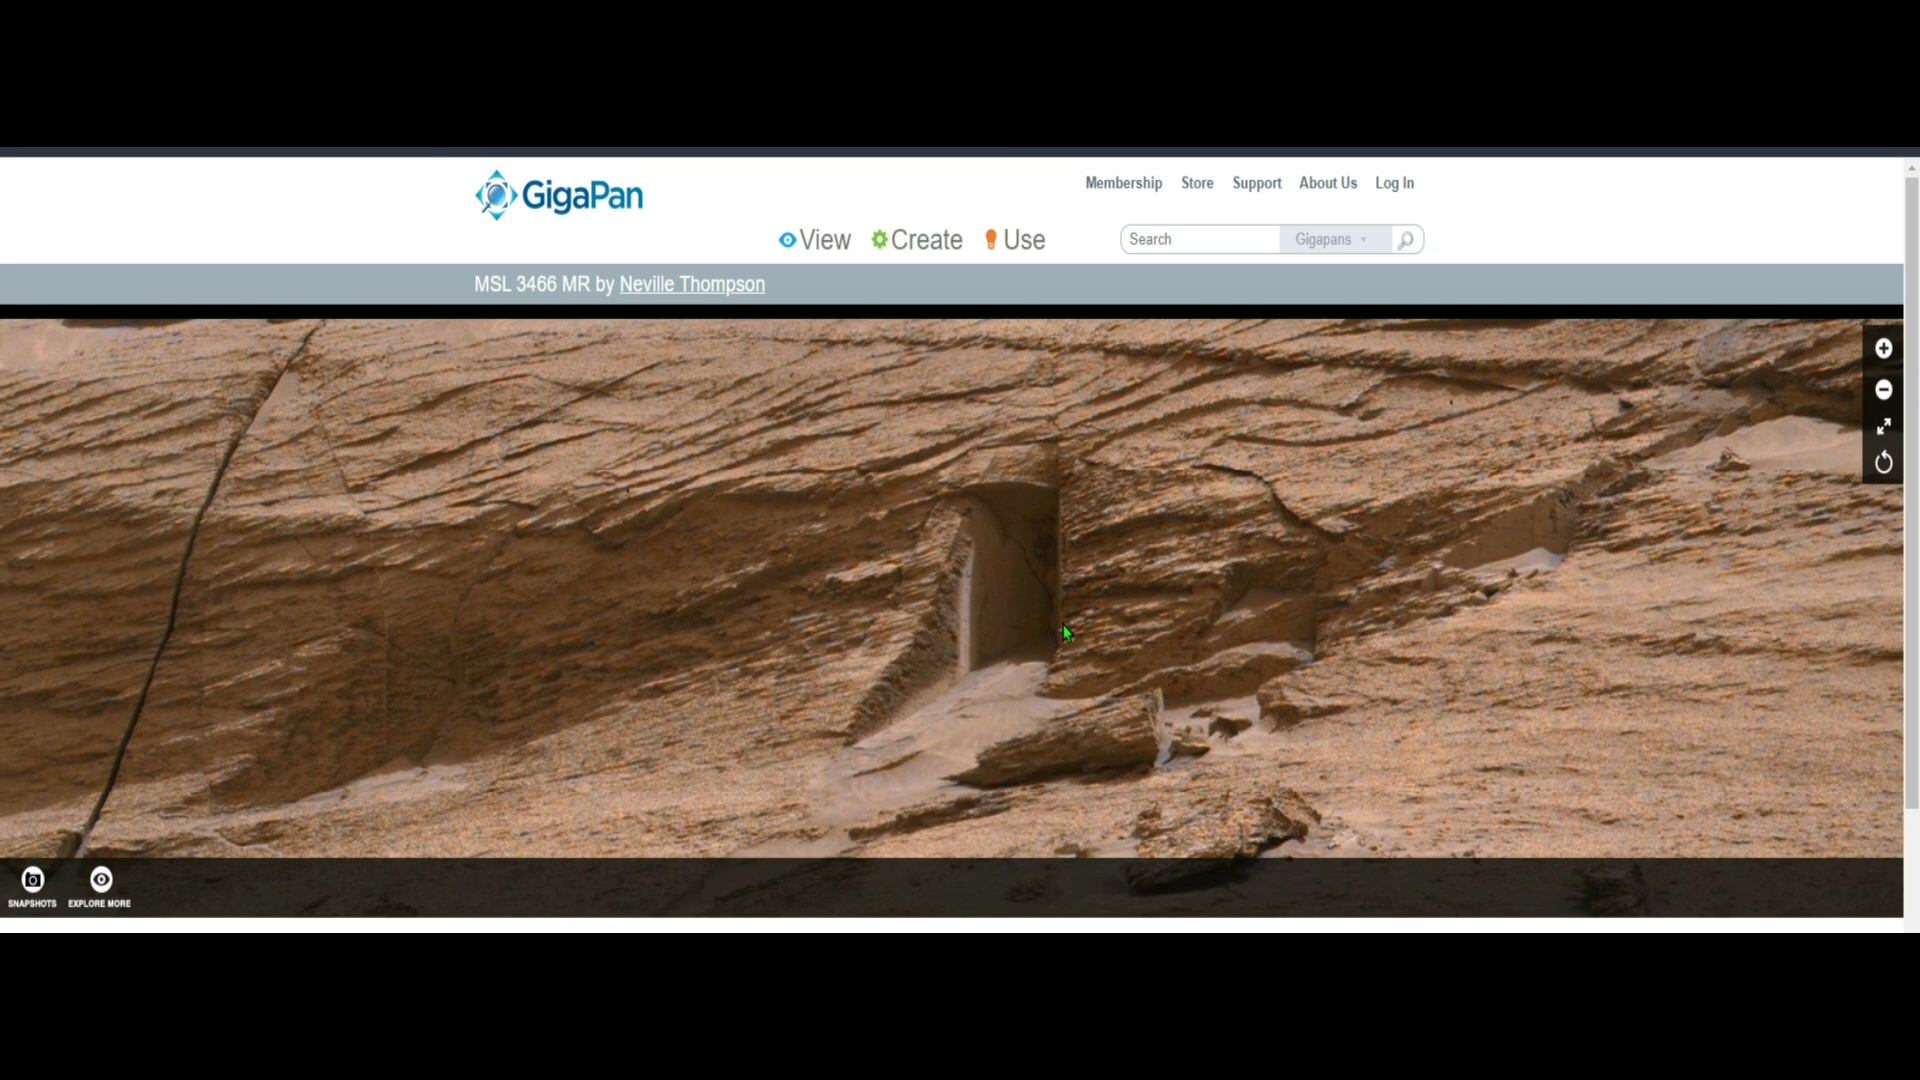 GigaPan
Membership Store Support About Us Log In
View Create Use
Search Gigapans
MSL 3466 MR by Neville Thompson
SNAPSHOTS EXPLORE MORE